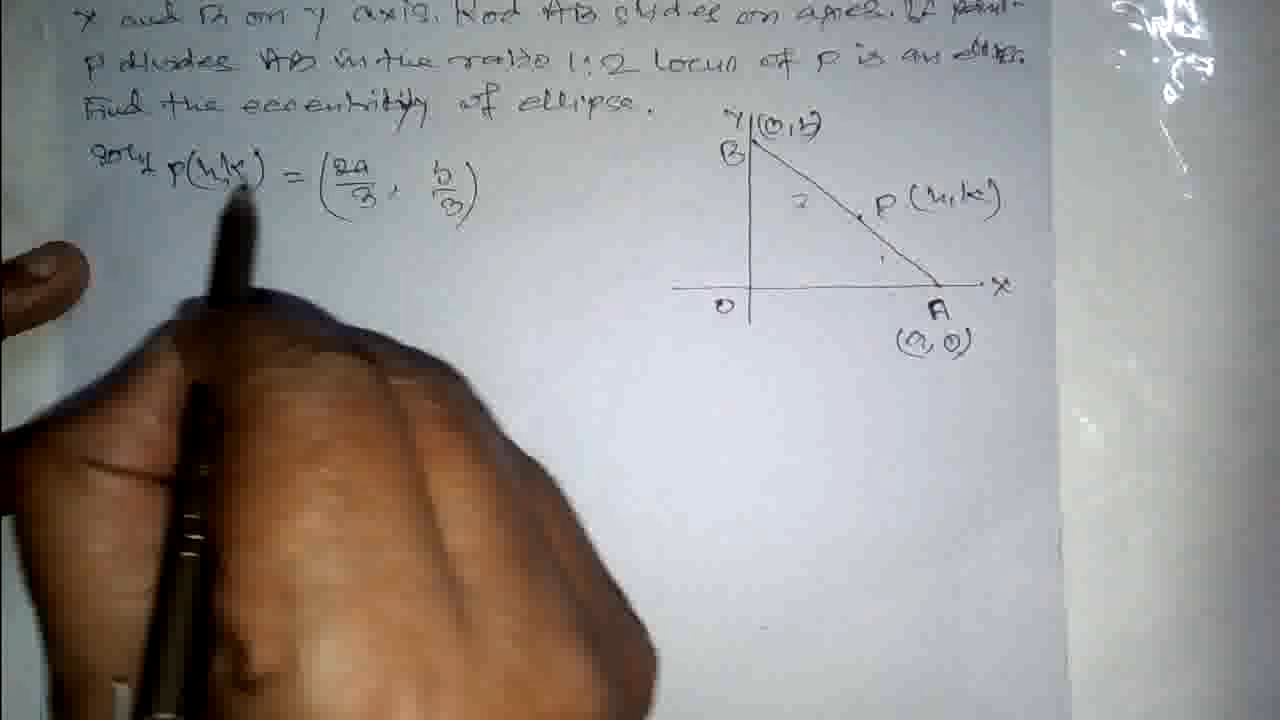 x and B on y axis. Rod AB slides on axes. If point
P divides AB in the ratio 1:2 locus of P is an ellipse.
Find the eccentricity of ellipse.
soln P(h,k) = (2a/3, b/3)
Y (0,b)
B
2
P (h,k)
1
O
X
A
(a,0)